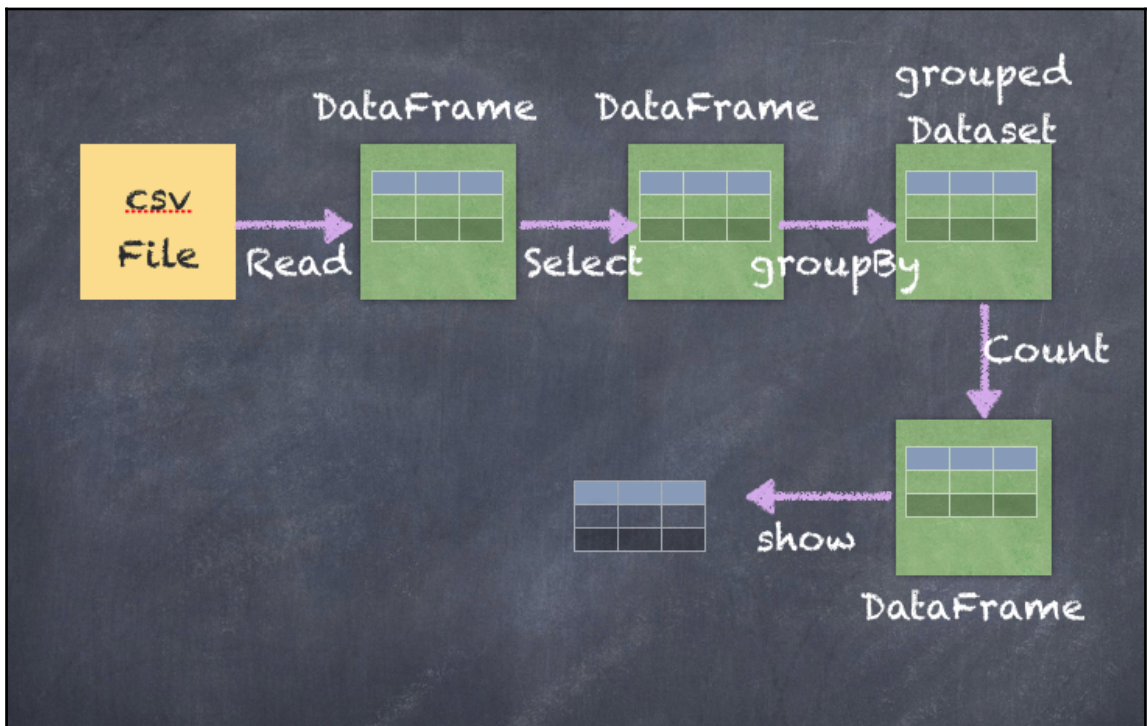 DataFrame
DataFrame
grouped
Dataset
csv
File
Read
Select
groupBy
Count
show
DataFrame